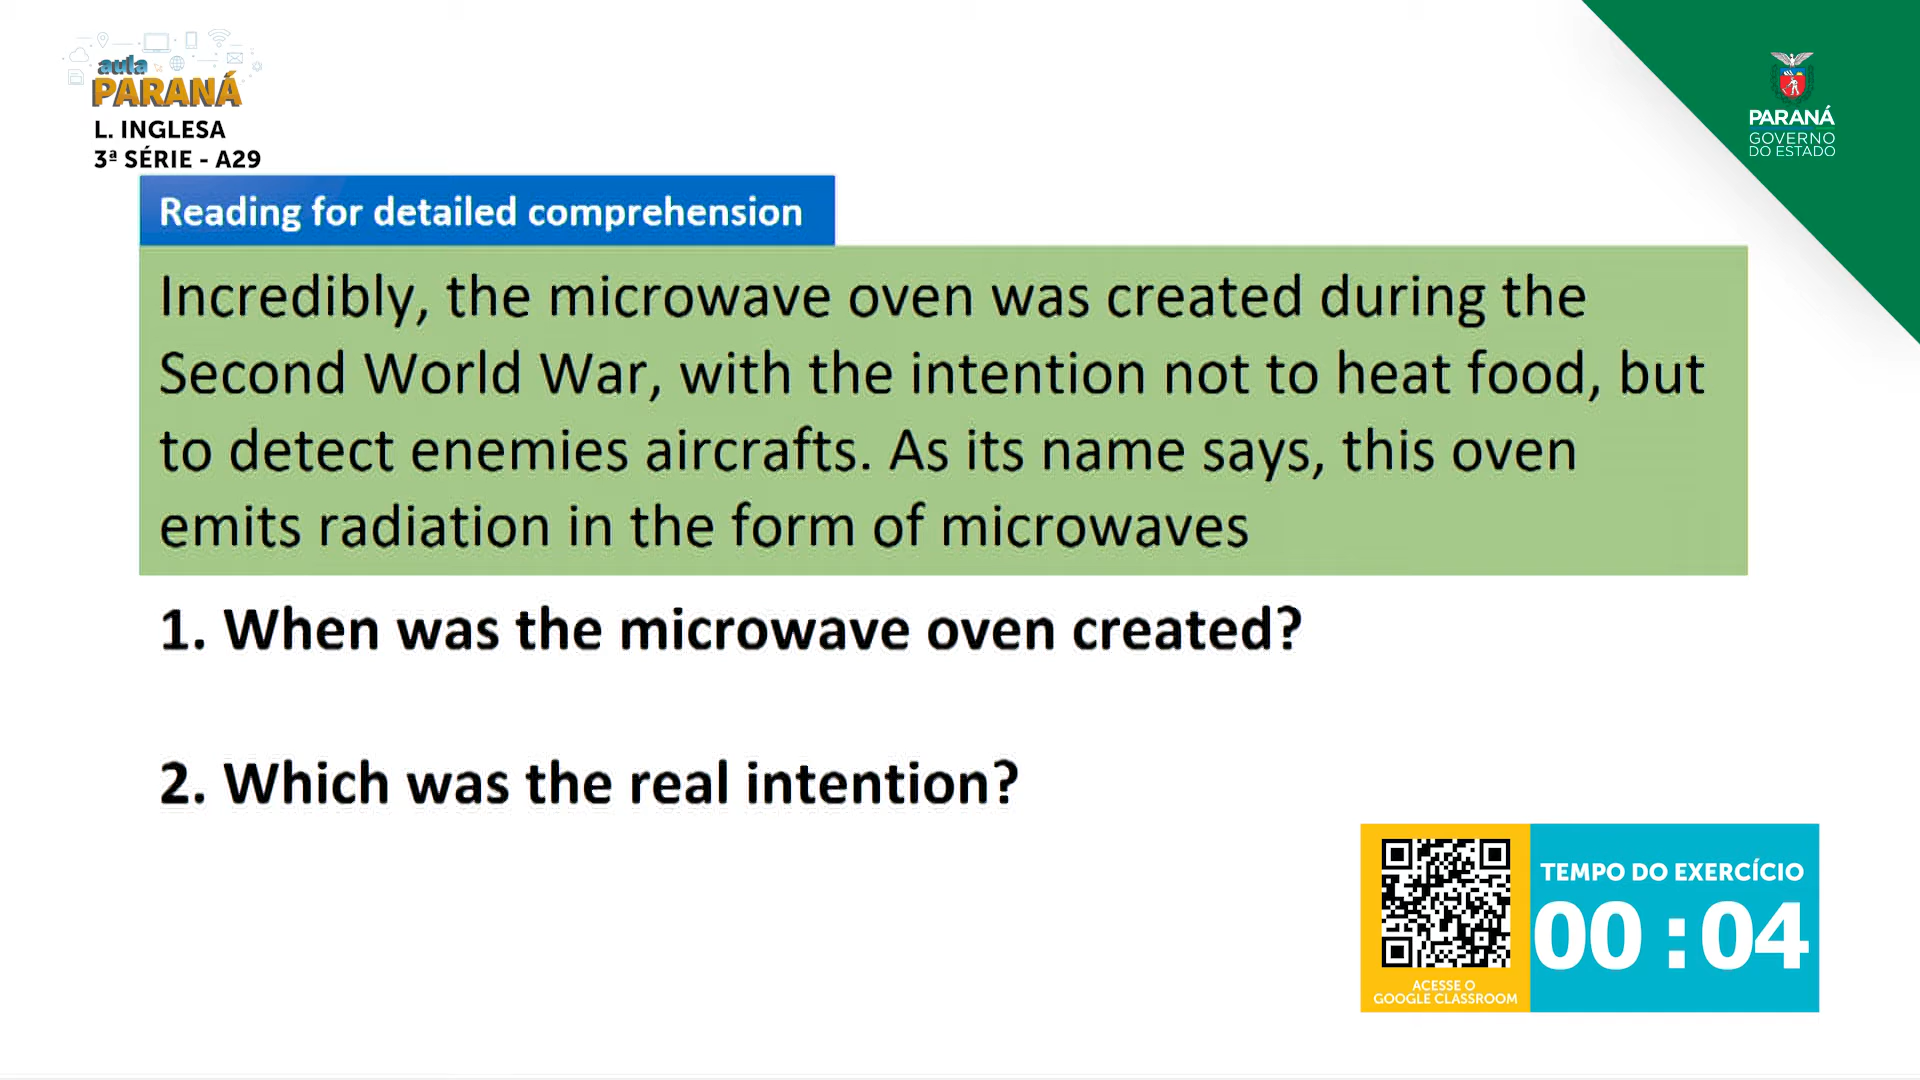 aula
PARANÁ
L. INGLESA
3ª SÉRIE - A29
PARANÁ
GOVERNO
DO ESTADO
Reading for detailed comprehension
Incredibly, the microwave oven was created during the
Second World War, with the intention not to heat food, but
to detect enemies aircrafts. As its name says, this oven
emits radiation in the form of microwaves
1. When was the microwave oven created?
2. Which was the real intention?
TEMPO DO EXERCÍCIO
00 : 04
ACESSE O
GOOGLE CLASSROOM